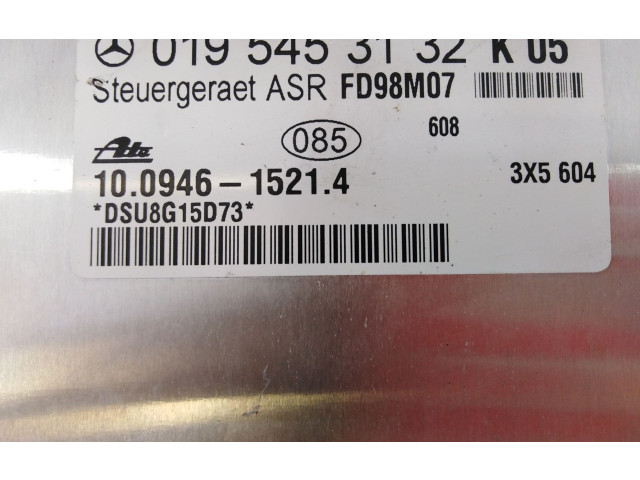 019 545 31 32 K 05
Steuergeraet ASR FD98M07
608
Ate 085
10.0946-1521.4 3X5 604
*DSU8G15D73*